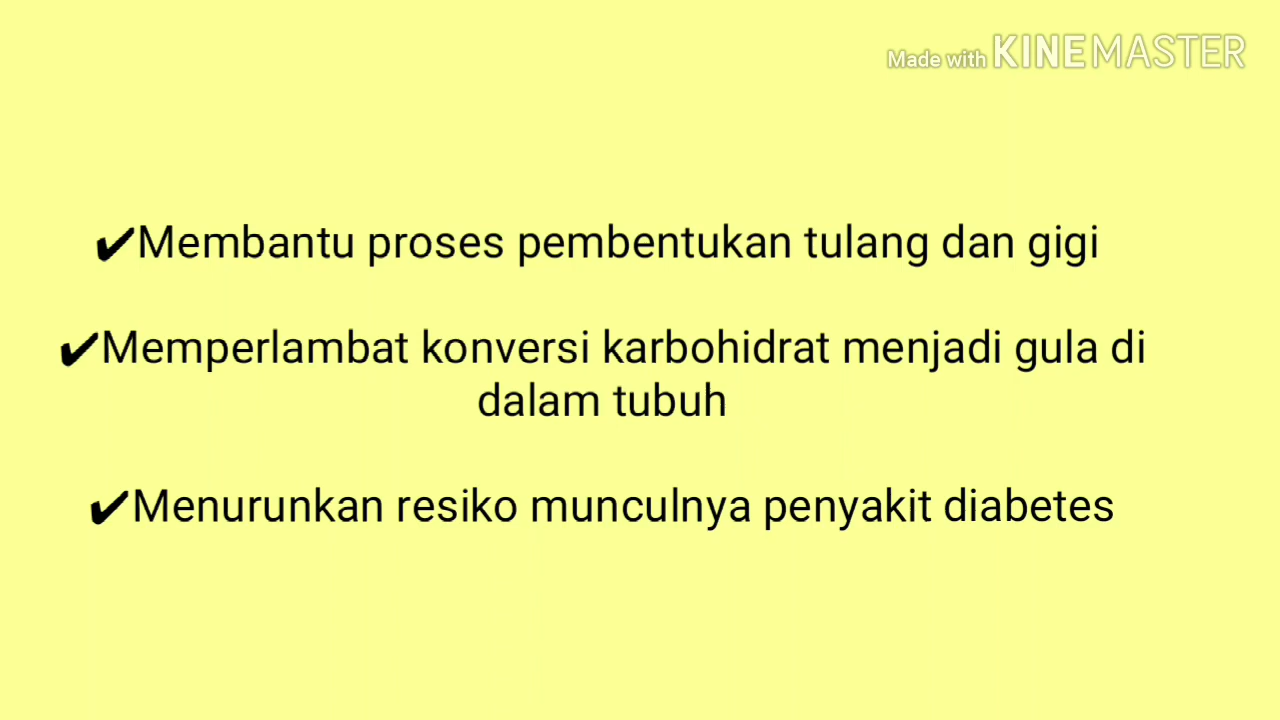 Made with KINEMASTER
✔Membantu proses pembentukan tulang dan gigi
✔Memperlambat konversi karbohidrat menjadi gula di
dalam tubuh
✔Menurunkan resiko munculnya penyakit diabetes